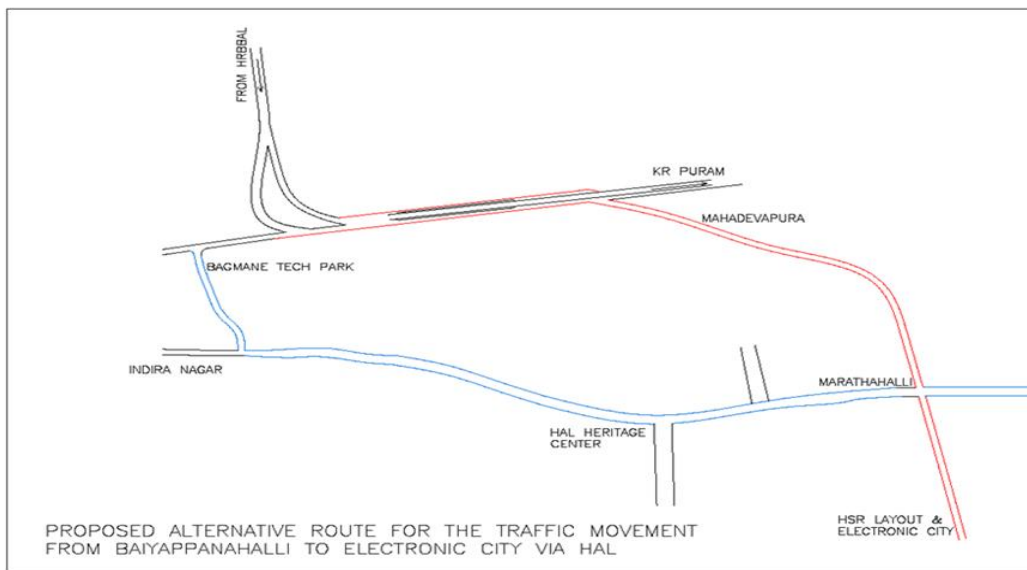 FROM HRBBAL
KR PURAM
MAHADEVAPURA
BAGMANE TECH PARK
INDIRA NAGAR
MARATHAHALLI
HAL HERITAGE
CENTER
HSR LAYOUT &
ELECTRONIC CITY
PROPOSED ALTERNATIVE ROUTE FOR THE TRAFFIC MOVEMENT
FROM BAIYAPPANAHALLI TO ELECTRONIC CITY VIA HAL